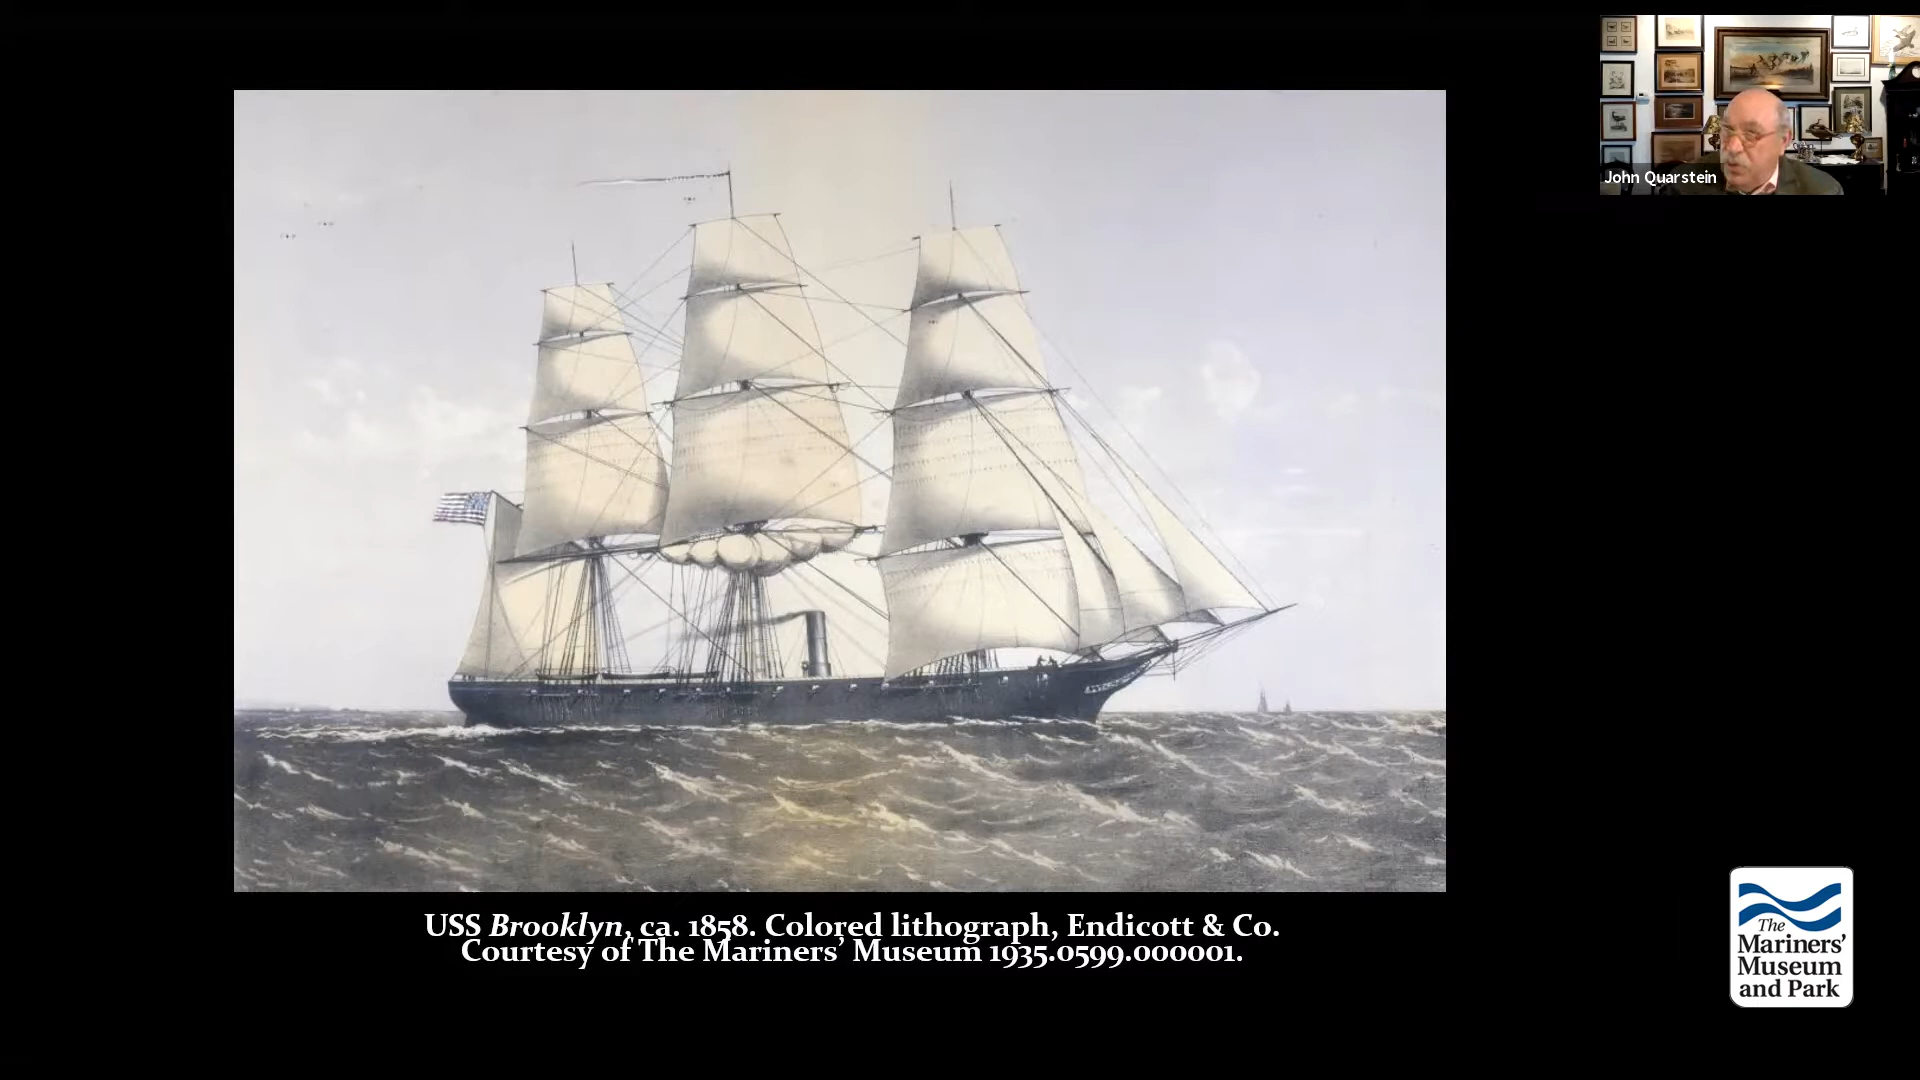 John Quarstein
USS Brooklyn, ca. 1858. Colored lithograph, Endicott & Co.
Courtesy of The Mariners’ Museum 1935.0599.000001.
The
Mariners’
Museum
and Park